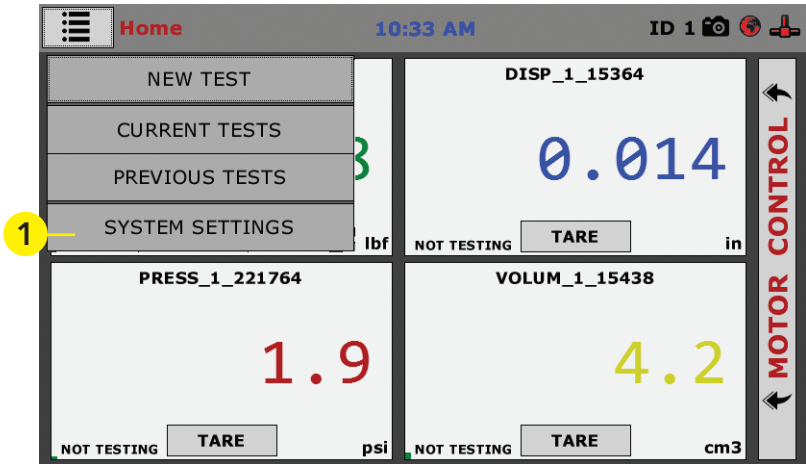 Home 10:33 AM ID 1
NEW TEST
CURRENT TESTS
PREVIOUS TESTS
SYSTEM SETTINGS
1
lbf
DISP_1_15364
0.014
NOT TESTING TARE in
PRESS_1_221764
1.9
NOT TESTING TARE psi
VOLUM_1_15438
4.2
NOT TESTING TARE cm3
MOTOR CONTROL